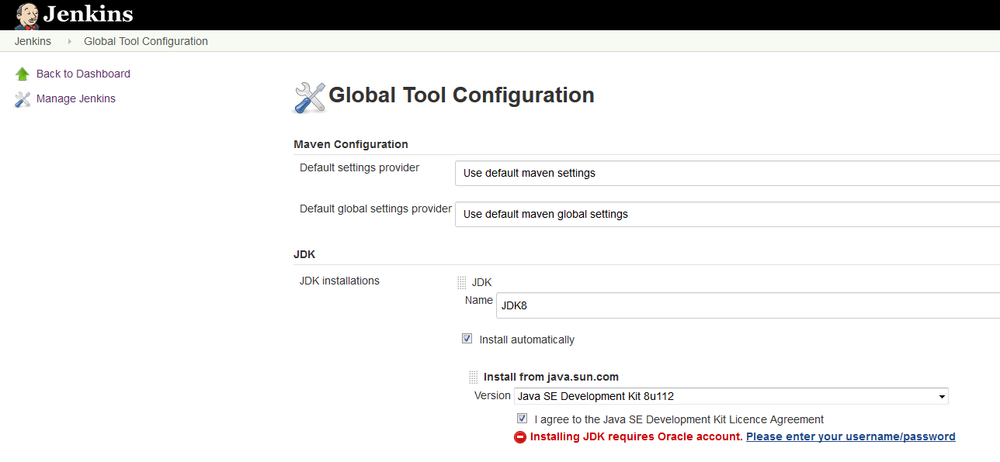 Jenkins
Jenkins Global Tool Configuration
Back to Dashboard
Manage Jenkins
Global Tool Configuration
Maven Configuration
Default settings provider Use default maven settings
Default global settings provider Use default maven global settings
JDK
JDK installations JDK
Name JDK8
Install automatically
Install from java.sun.com
Version Java SE Development Kit 8u112
I agree to the Java SE Development Kit Licence Agreement
Installing JDK requires Oracle account. Please enter your username/password